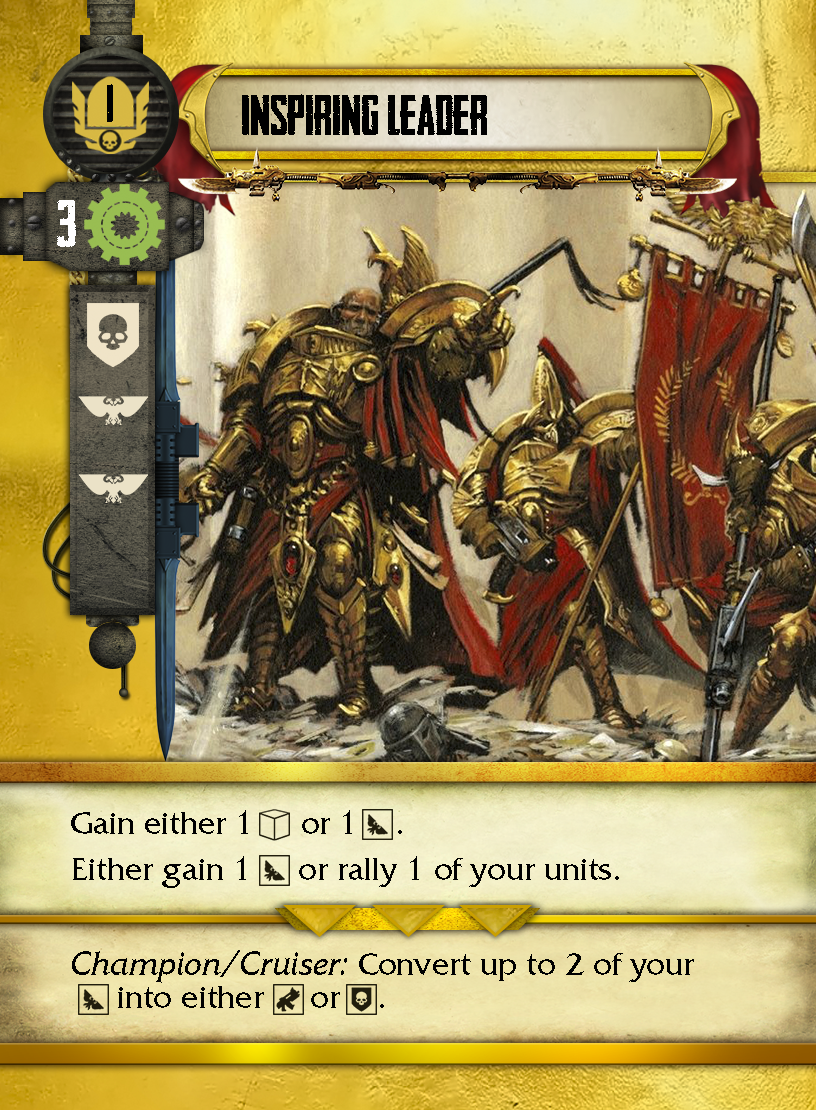 I
INSPIRING LEADER
3
Gain either 1 or 1 .
Either gain 1 or rally 1 of your units.
Champion/Cruiser: Convert up to 2 of your
into either or .